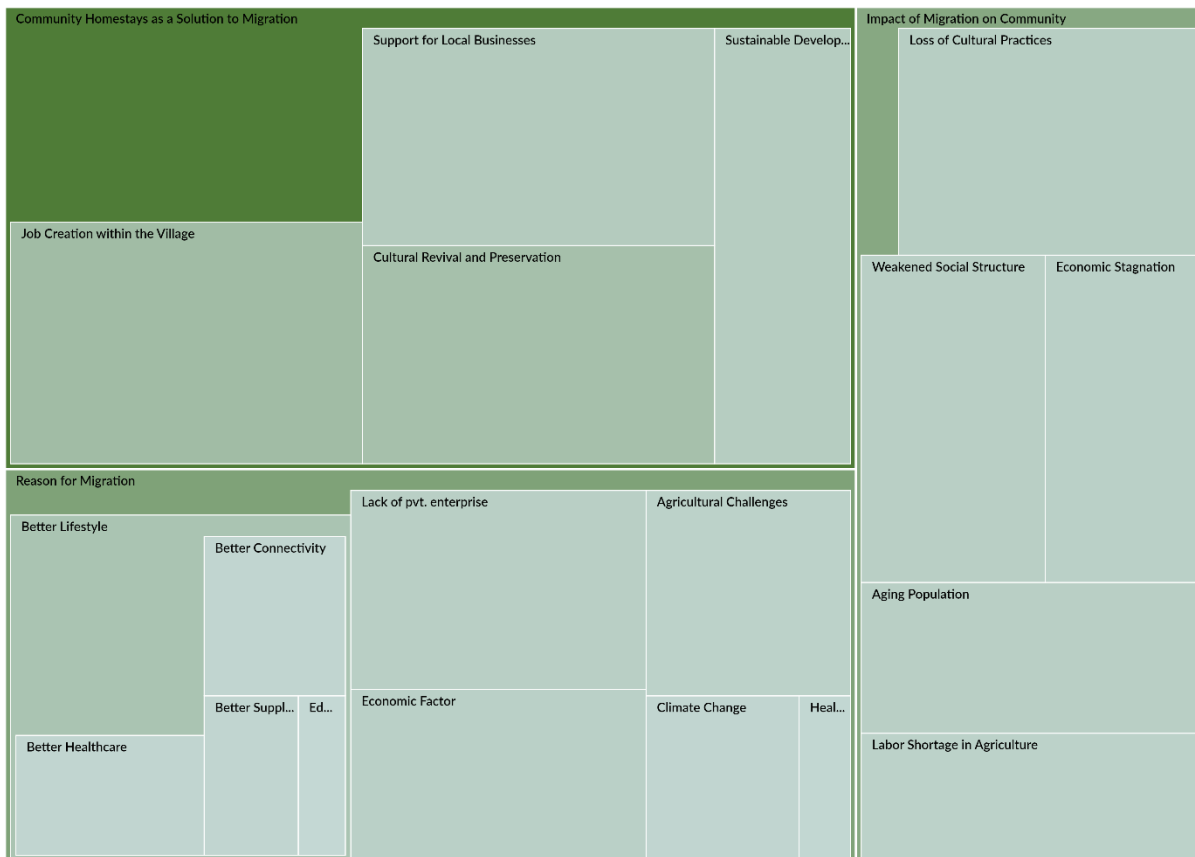 Community Homestays as a Solution to Migration
Support for Local Businesses
Sustainable Develop...
Job Creation within the Village
Cultural Revival and Preservation
Impact of Migration on Community
Loss of Cultural Practices
Weakened Social Structure
Economic Stagnation
Aging Population
Labor Shortage in Agriculture
Reason for Migration
Better Lifestyle
Better Connectivity
Better Suppl...
Ed...
Better Healthcare
Lack of pvt. enterprise
Agricultural Challenges
Economic Factor
Climate Change
Heal...